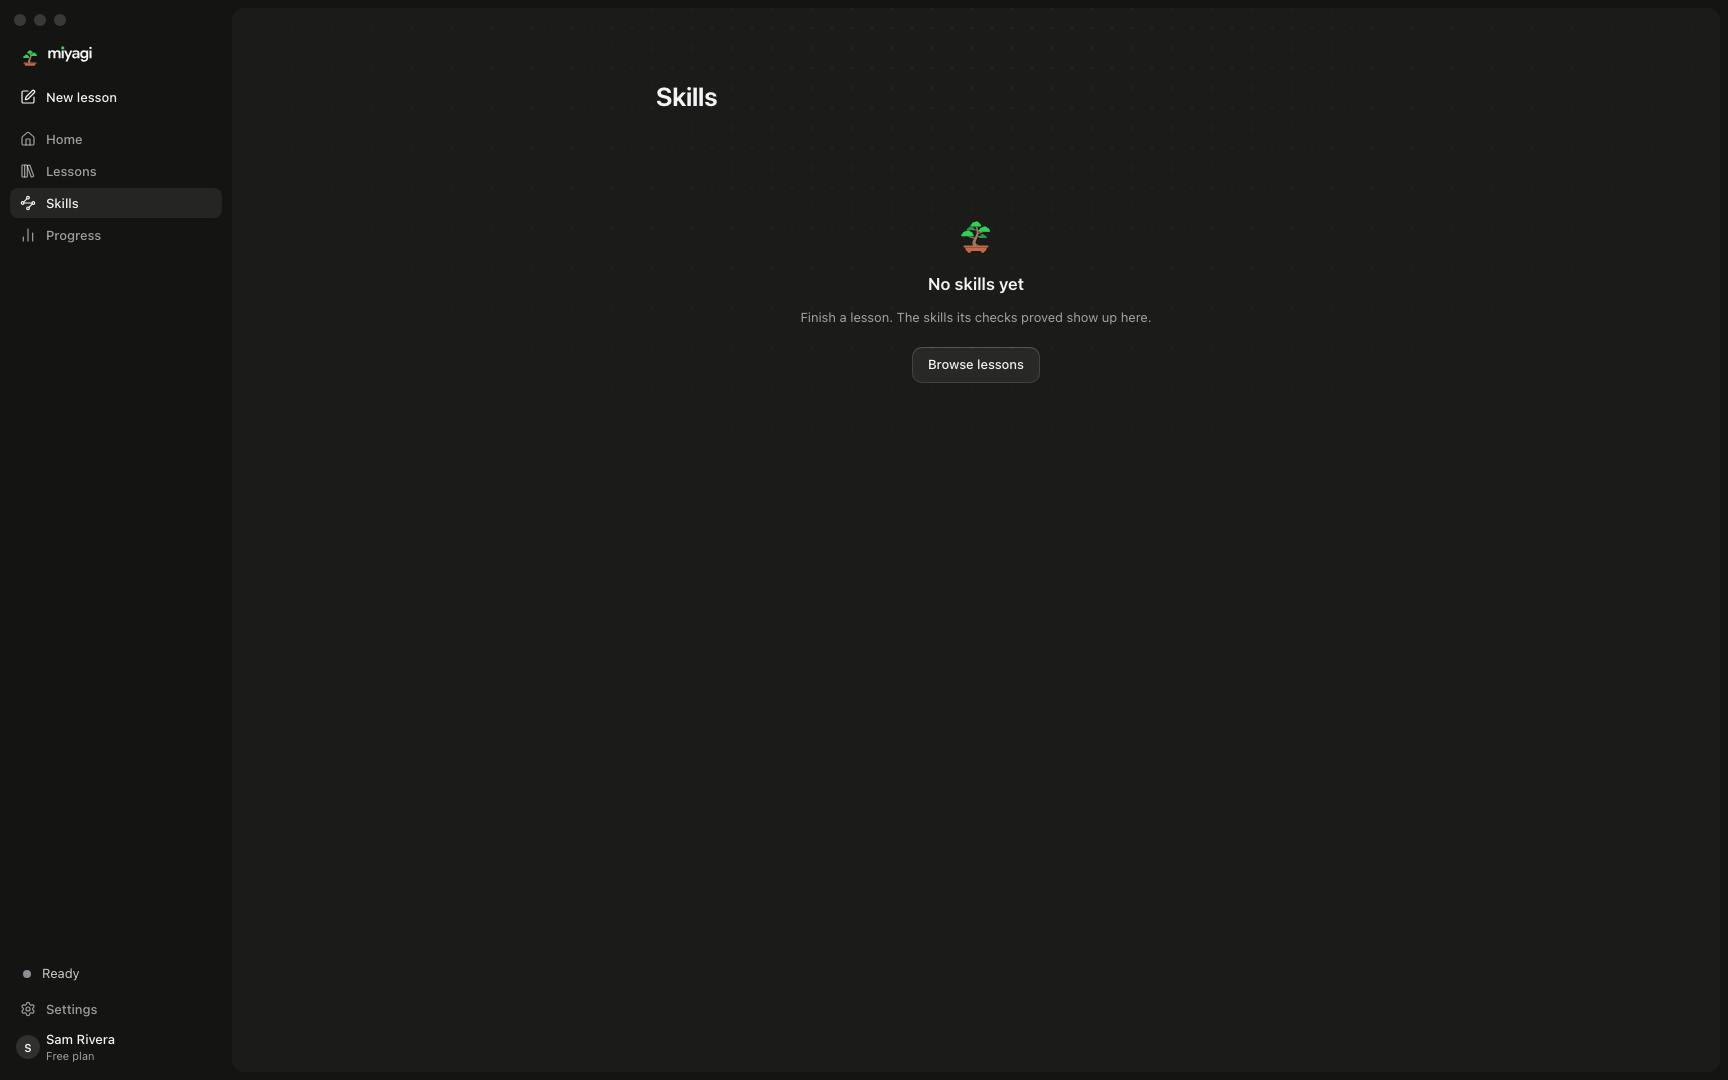 miyagi
New lesson
Home
Lessons
Skills
Progress
Skills
No skills yet
Finish a lesson. The skills its checks proved show up here.
Browse lessons
Ready
Settings
S
Sam Rivera
Free plan